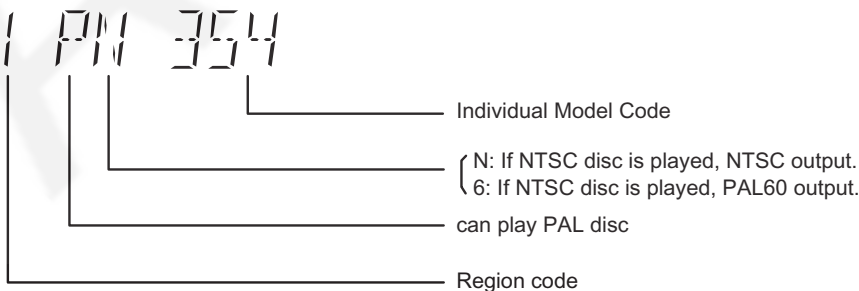 1 PN 354
Individual Model Code
N: If NTSC disc is played, NTSC output.
6: If NTSC disc is played, PAL60 output.
can play PAL disc
Region code